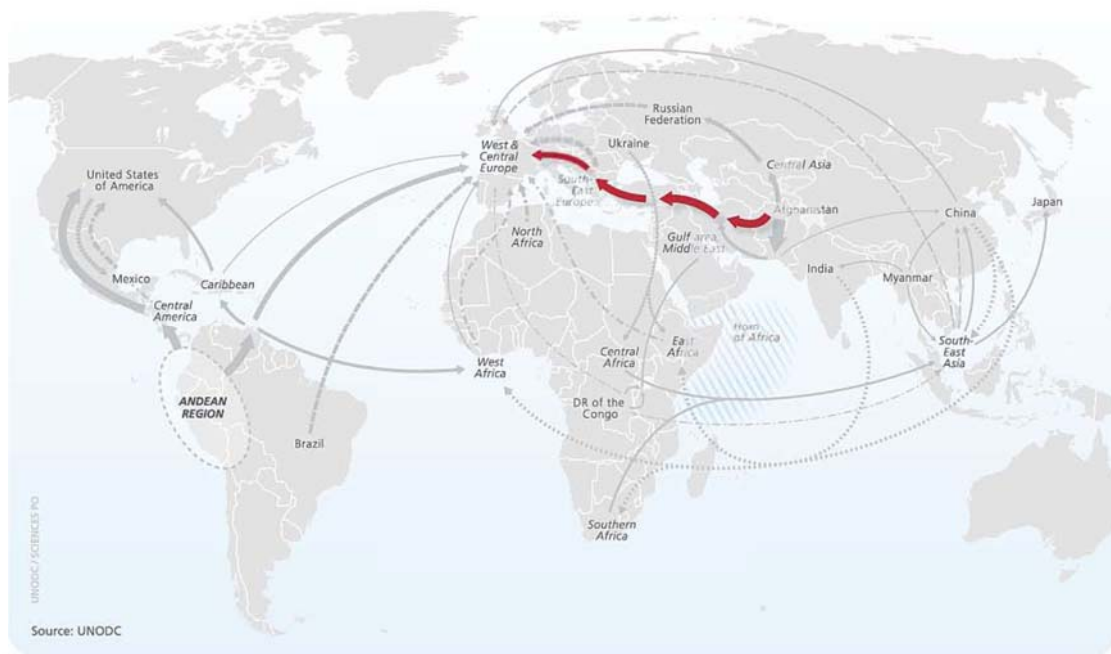 Russian
Federation
Ukraine
West &
Central
Europe
Central Asia
United States
of America
South-
East
Europe
Afghanistan
Japan
China
North
Africa
Gulf area,
Middle East
India
Myanmar
Mexico
Caribbean
Central
America
Horn
of Africa
East
Africa
Central
Africa
South-
East
Asia
West
Africa
ANDEAN
REGION
DR of the
Congo
Brazil
Southern
Africa
UNODC / SCIENCES PO
Source: UNODC